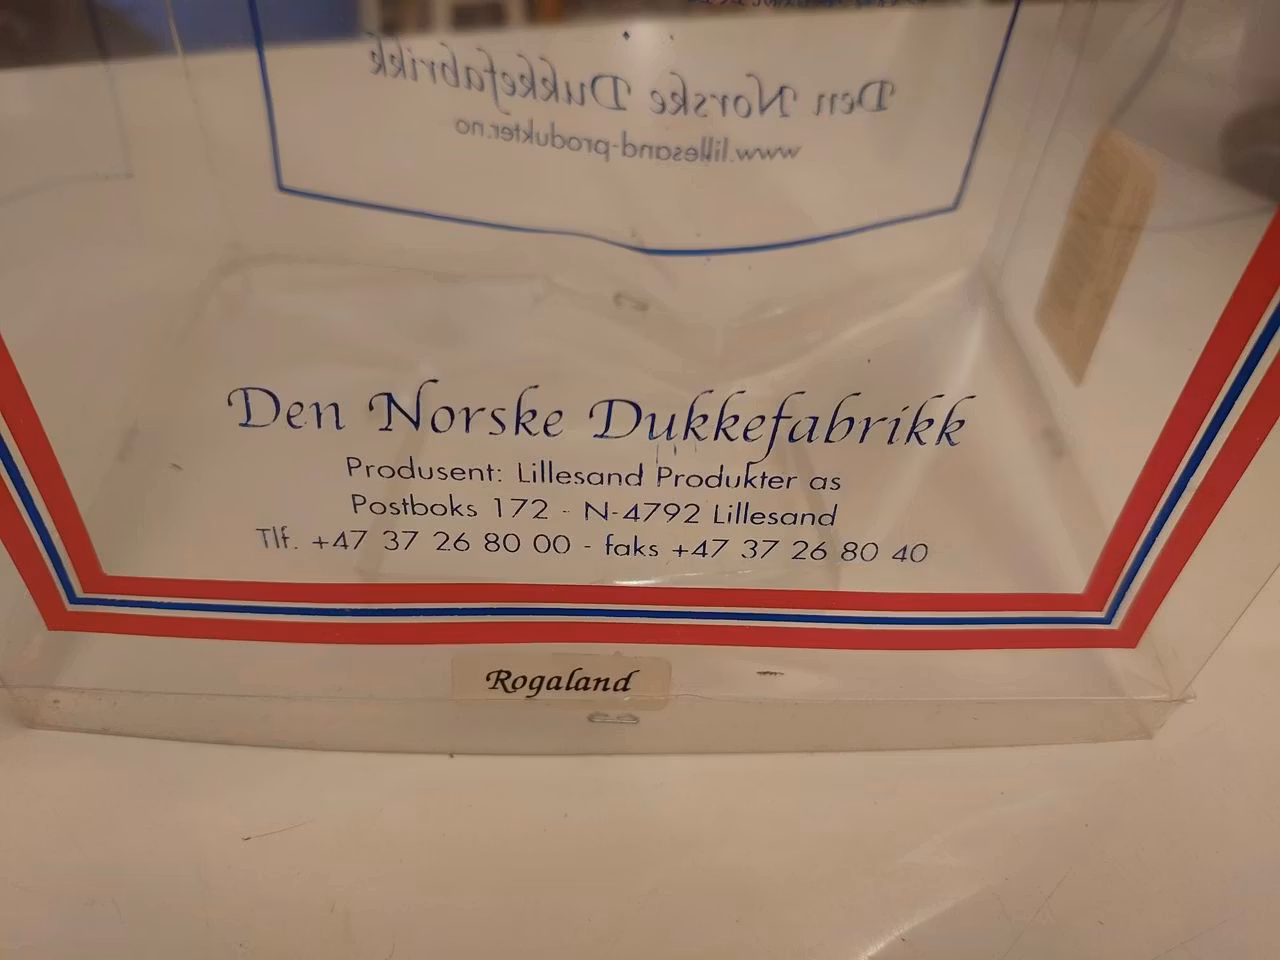 Den Norske Dukkefabrikk
www.lillesand-produkter.no
Den Norske Dukkefabrikk
Produsent: Lillesand Produkter as
Postboks 172 - N-4792 Lillesand
Tlf. +47 37 26 80 00 - faks +47 37 26 80 40
Rogaland